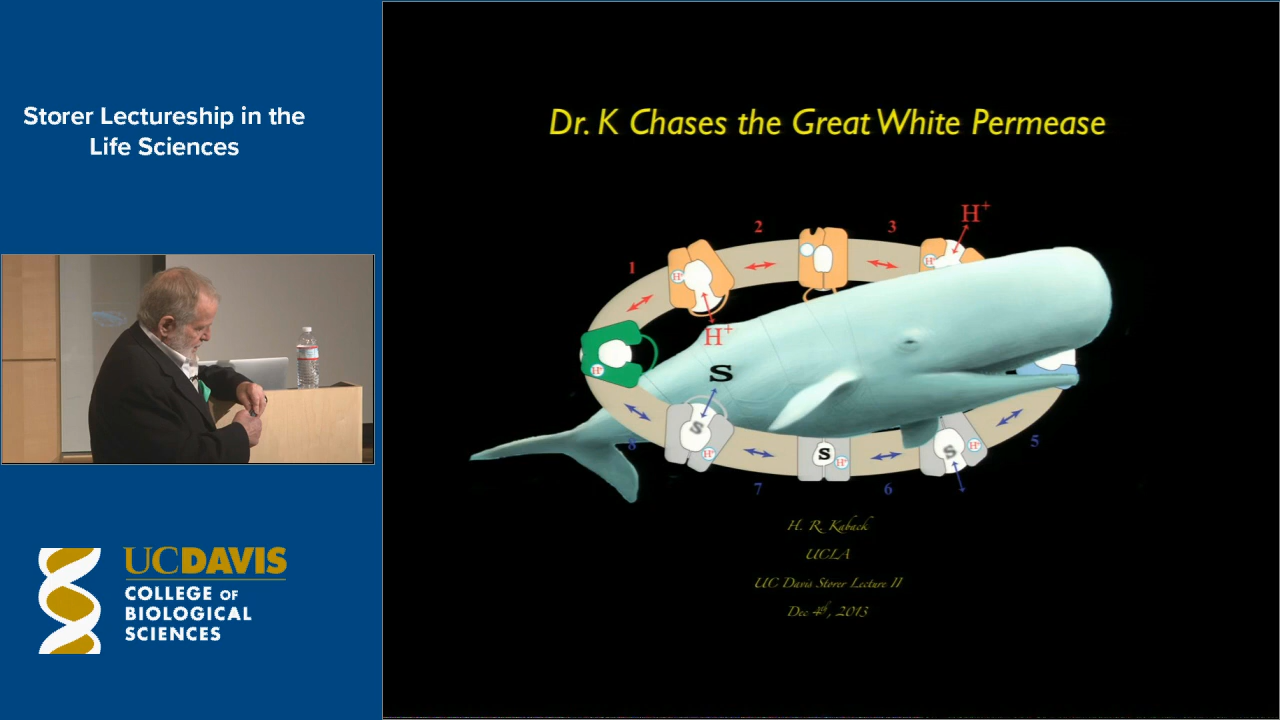 Storer Lectureship in the
Life Sciences
UCDAVIS
COLLEGE OF
BIOLOGICAL
SCIENCES
Dr. K Chases the Great White Permease
H+
2
3
1
H+
H+
H+
H+
S
S
8
H+
S
H+
S
H+
5
7
6
H. R. Kaback
UCLA
UC Davis Storer Lecture II
Dec 4th, 2013